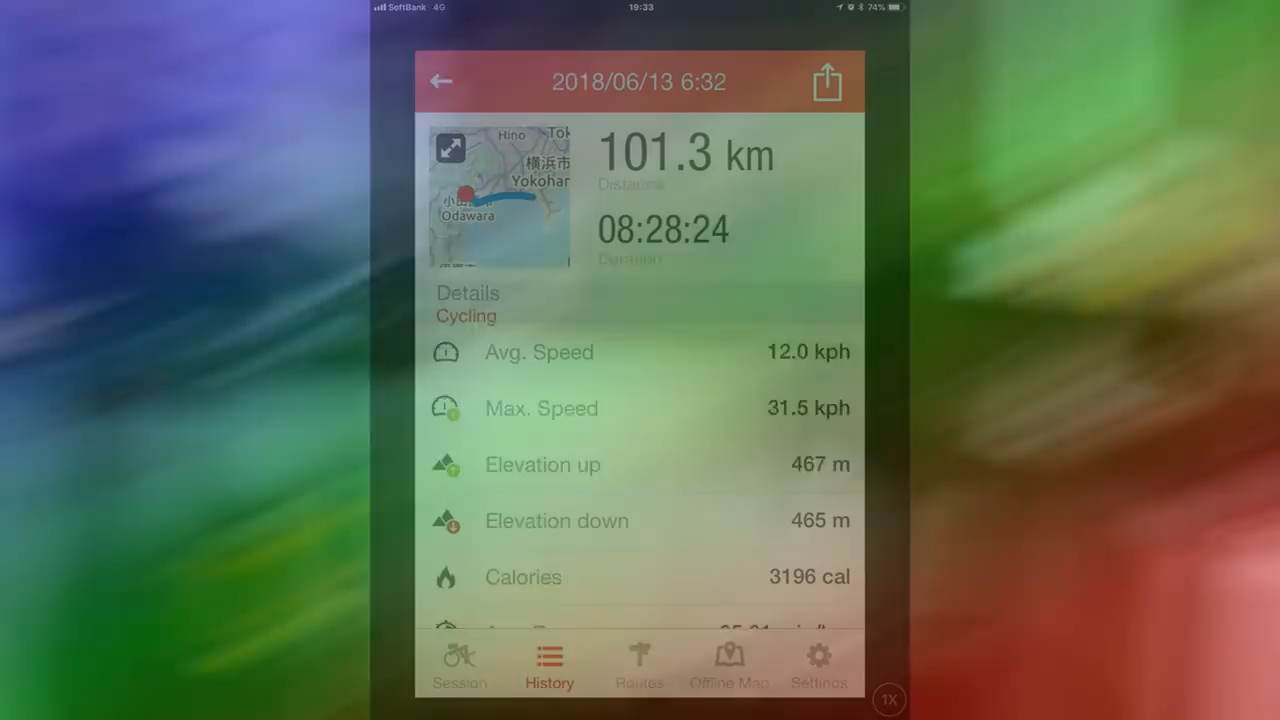 SoftBank 4G 19:33 74%
2018/06/13 6:32
Hino
横浜市
Odawara
101.3 km
Distance
08:28:24
Duration
Details
Cycling
Avg. Speed 12.0 kph
Max. Speed 31.5 kph
Elevation up 467 m
Elevation down 465 m
Calories 3196 cal
Session History Routes Offline Map Settings
1X